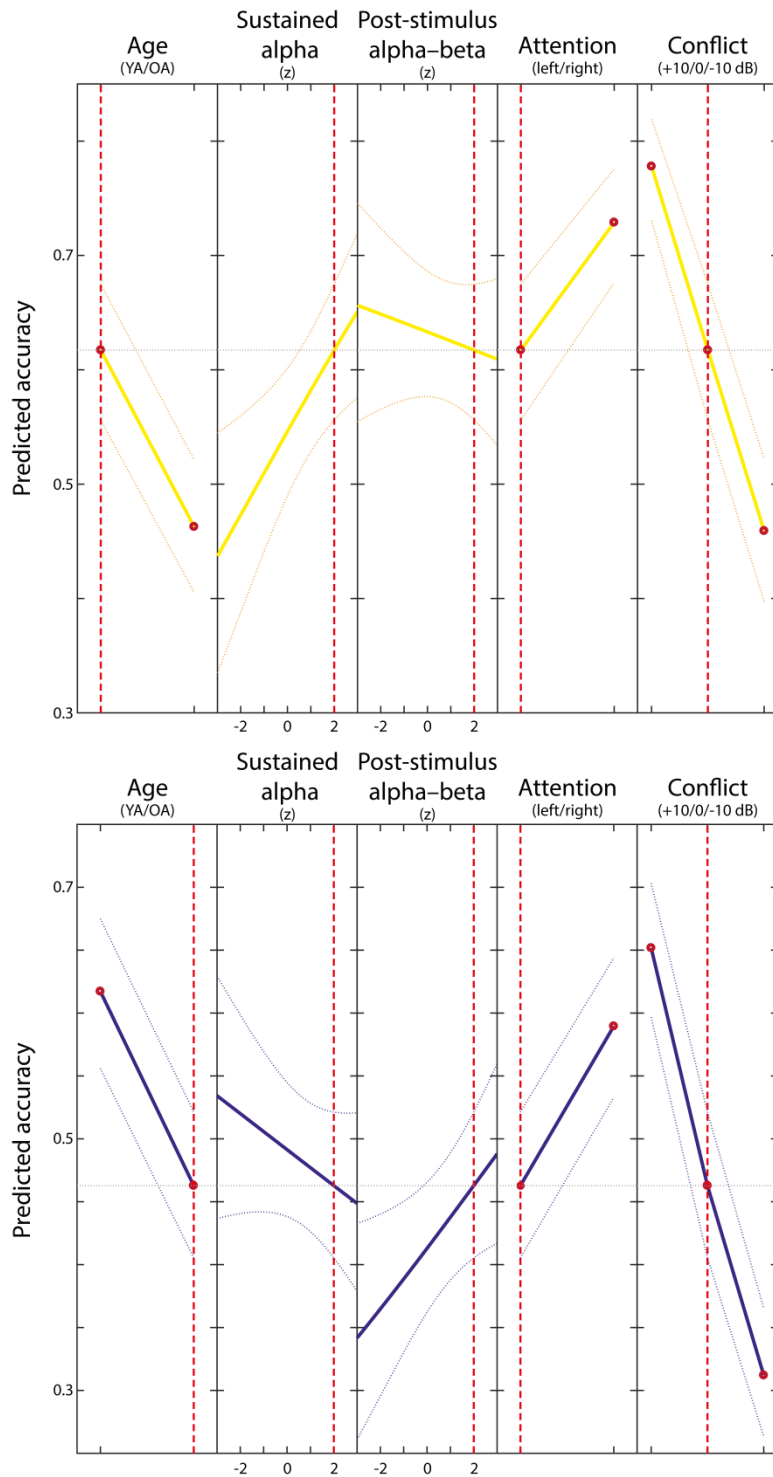 Age
(YA/OA)
Sustained
alpha
(z)
Post-stimulus
alpha–beta
(z)
Attention
(left/right)
Conflict
(+10/0/-10 dB)
Predicted accuracy
0.7
0.5
0.3
-2 0 2
-2 0 2
Age
(YA/OA)
Sustained
alpha
(z)
Post-stimulus
alpha–beta
(z)
Attention
(left/right)
Conflict
(+10/0/-10 dB)
Predicted accuracy
0.7
0.5
0.3
-2 0 2
-2 0 2